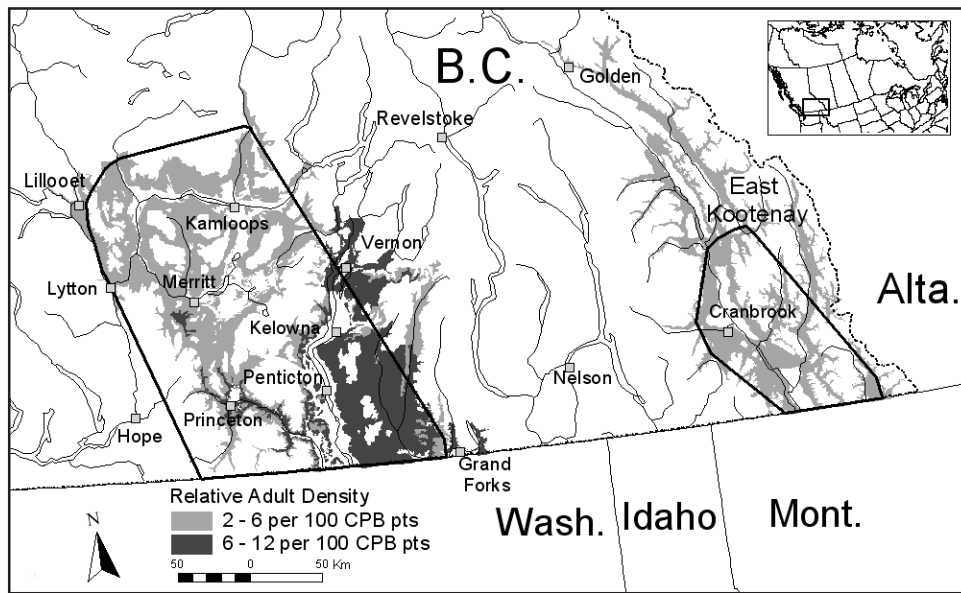 B.C.
Golden
Revelstoke
Lillooet
East
Kootenay
Kamloops
Vernon
Alta.
Lytton
Merritt
Cranbrook
Kelowna
Penticton
Nelson
Princeton
Hope
Grand
Forks
Relative Adult Density
2 - 6 per 100 CPB pts
6 - 12 per 100 CPB pts
Wash.
Idaho
Mont.
N
50 0 50 Km